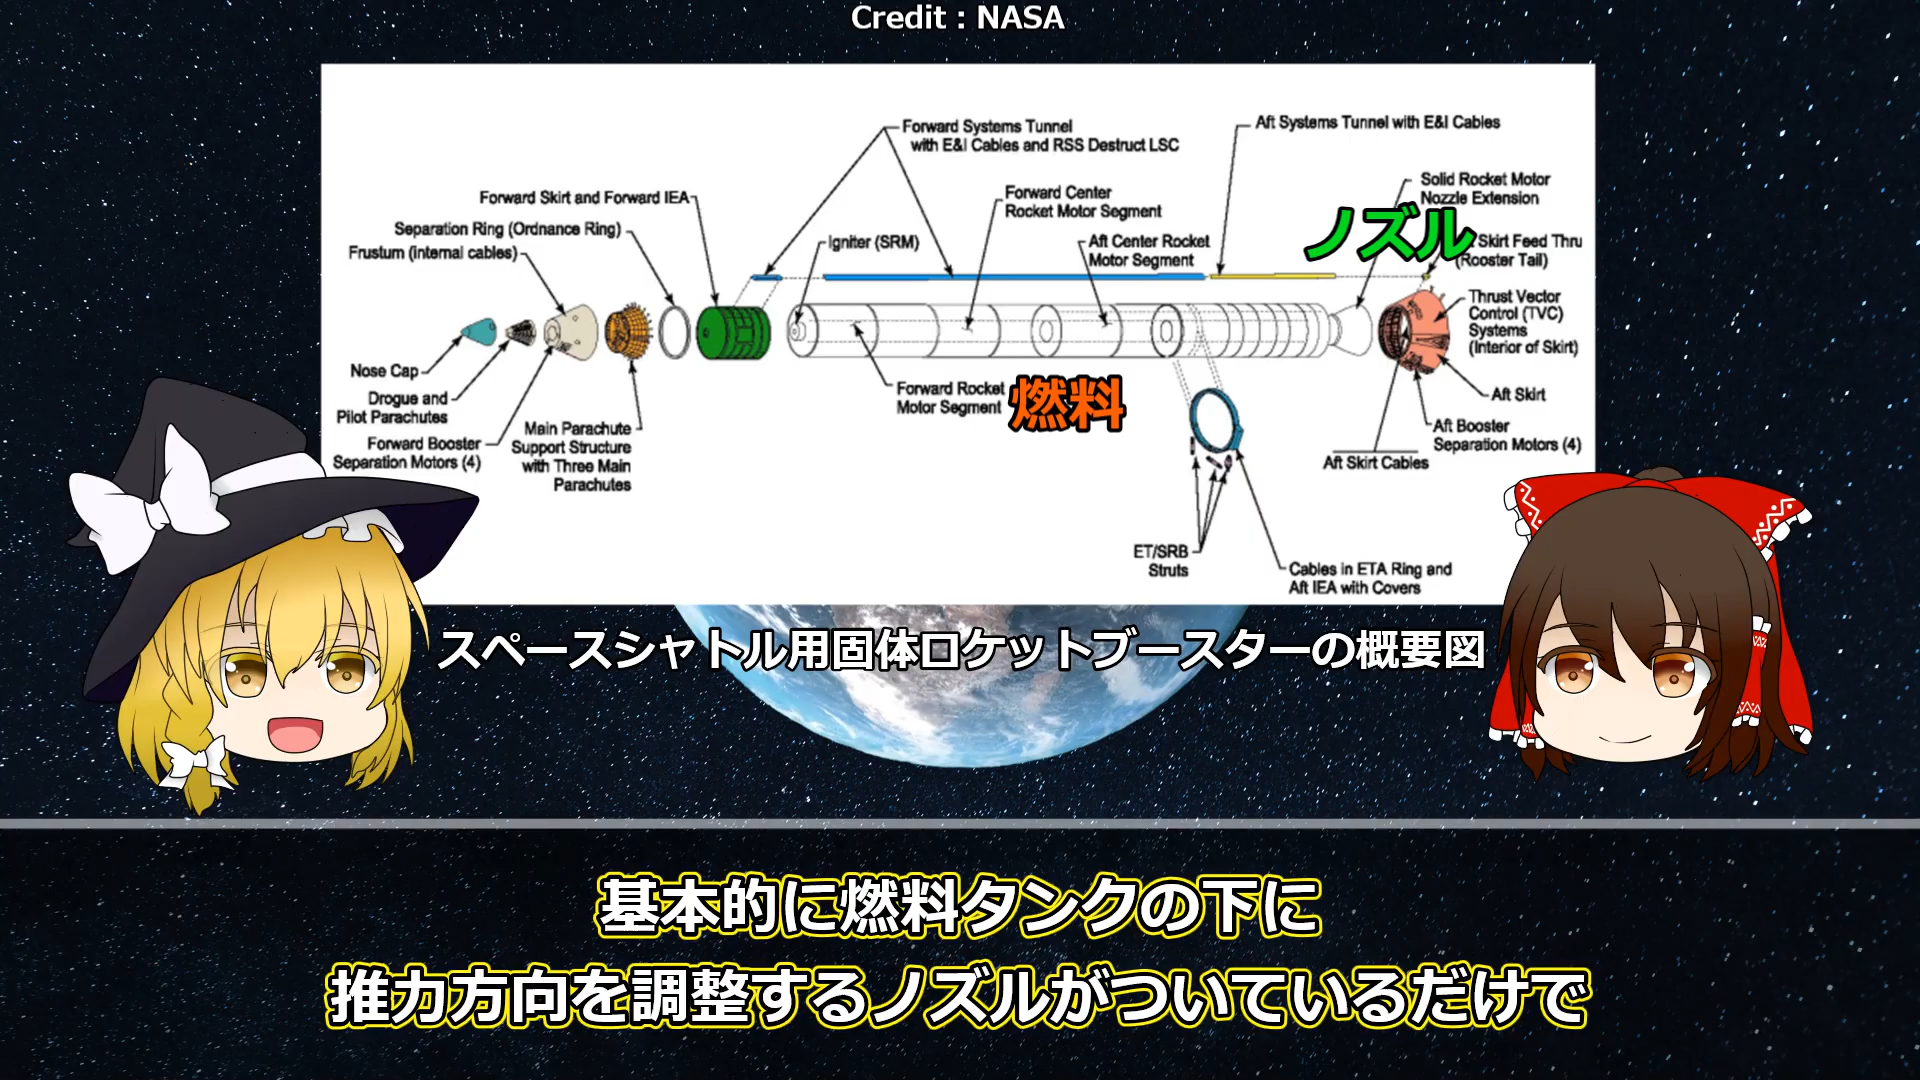 Credit : NASA
Forward Systems Tunnel
with E&I Cables and RSS Destruct LSC
Aft Systems Tunnel with E&I Cables
Forward Skirt and Forward IEA
Separation Ring (Ordnance Ring)
Frustum (internal cables)
Igniter (SRM)
Forward Center
Rocket Motor Segment
Aft Center Rocket
Motor Segment
Solid Rocket Motor
Nozzle Extension
ノズル
Skirt Feed Thru
(Rooster Tail)
Thrust Vector
Control (TVC)
Systems
(Interior of Skirt)
Nose Cap
Drogue and
Pilot Parachutes
Forward Booster
Separation Motors (4)
Main Parachute
Support Structure
with Three Main
Parachutes
Forward Rocket
Motor Segment
燃料
Aft Skirt
Aft Booster
Separation Motors (4)
Aft Skirt Cables
ET/SRB
Struts
Cables in ETA Ring and
Aft IEA with Covers
スペースシャトル用固体ロケットブースターの概要図
基本的に燃料タンクの下に
推力方向を調整するノズルがついているだけで